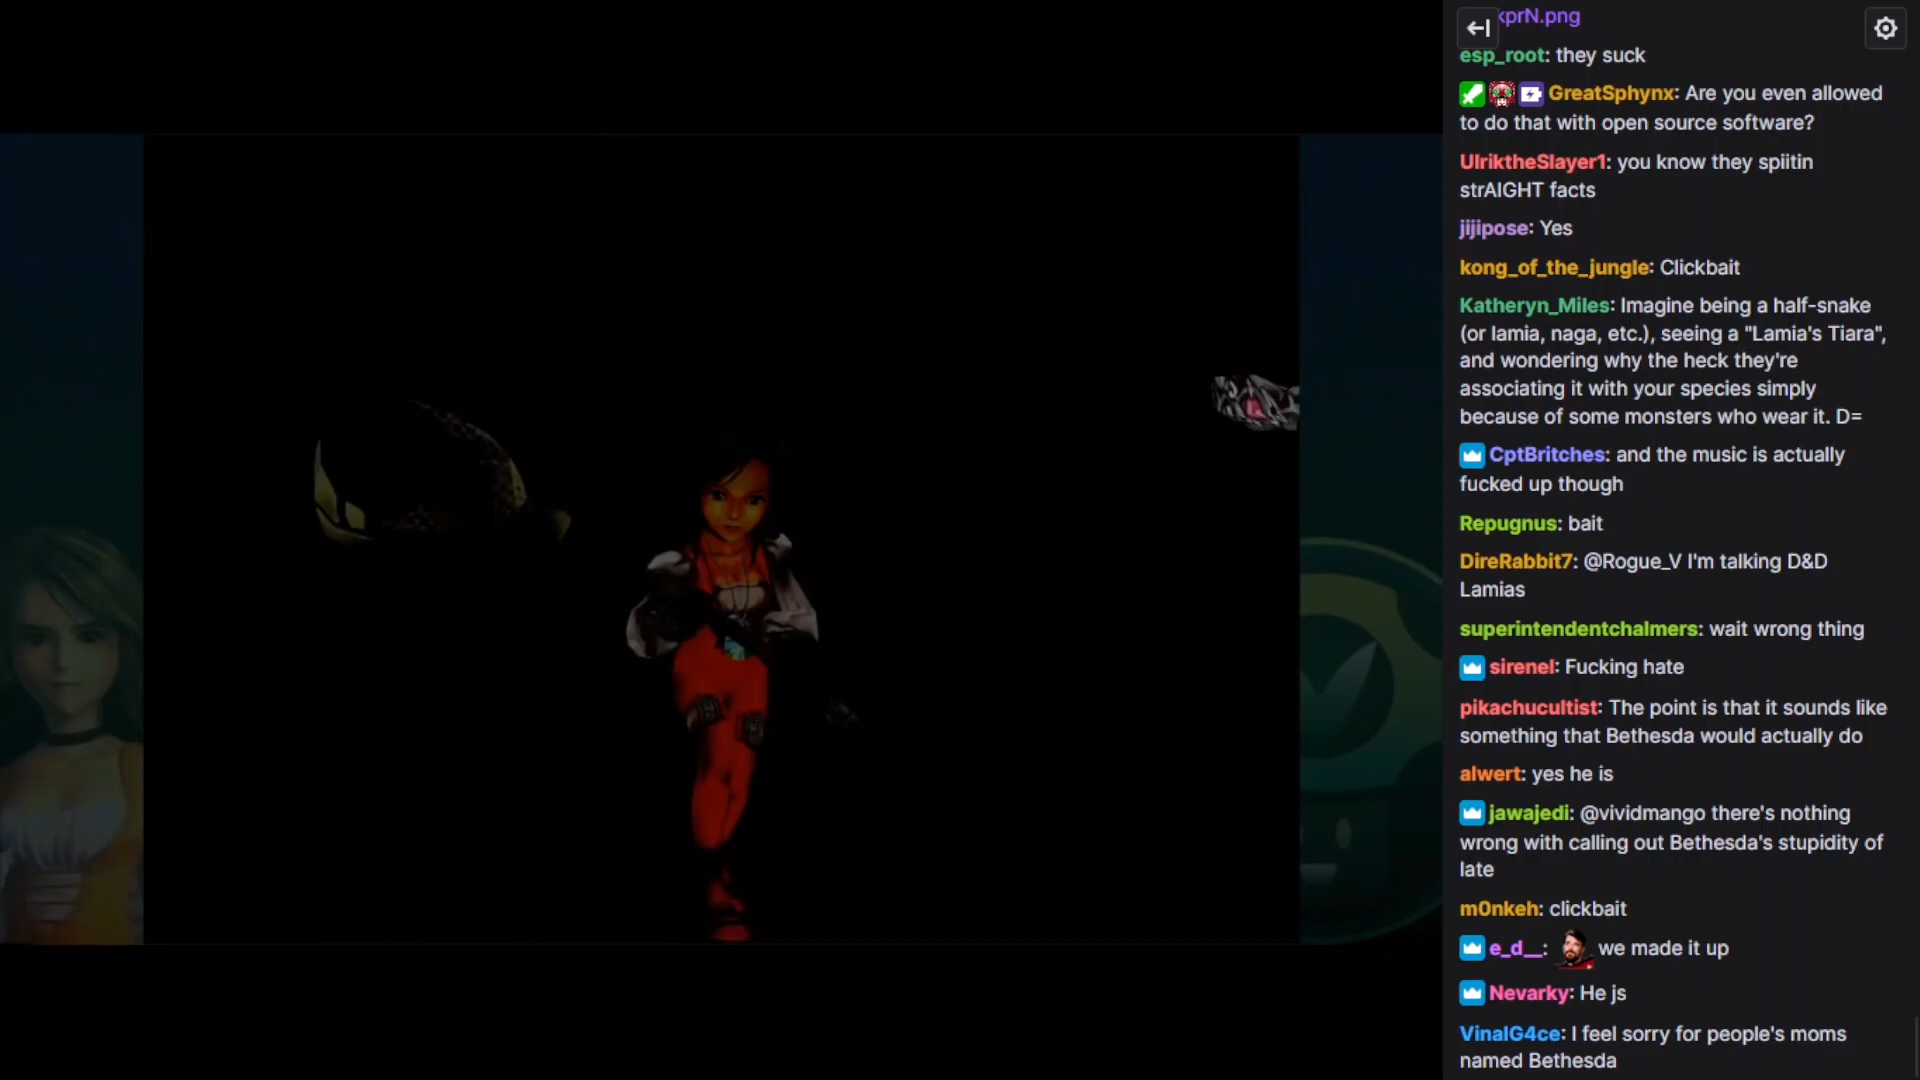 kprN.png
esp_root: they suck
GreatSphynx: Are you even allowed
to do that with open source software?
UlriktheSlayer1: you know they spiitin
strAIGHT facts
jijipose: Yes
kong_of_the_jungle: Clickbait
Katheryn_Miles: Imagine being a half-snake
(or lamia, naga, etc.), seeing a "Lamia's Tiara",
and wondering why the heck they're
associating it with your species simply
because of some monsters who wear it. D=
CptBritches: and the music is actually
fucked up though
Repugnus: bait
DireRabbit7: @Rogue_V I'm talking D&D
Lamias
superintendentchalmers: wait wrong thing
sirenel: Fucking hate
pikachucultist: The point is that it sounds like
something that Bethesda would actually do
alwert: yes he is
jawajedi: @vividmango there's nothing
wrong with calling out Bethesda's stupidity of
late
m0nkeh: clickbait
e_d__: we made it up
Nevarky: He js
VinalG4ce: I feel sorry for people's moms
named Bethesda